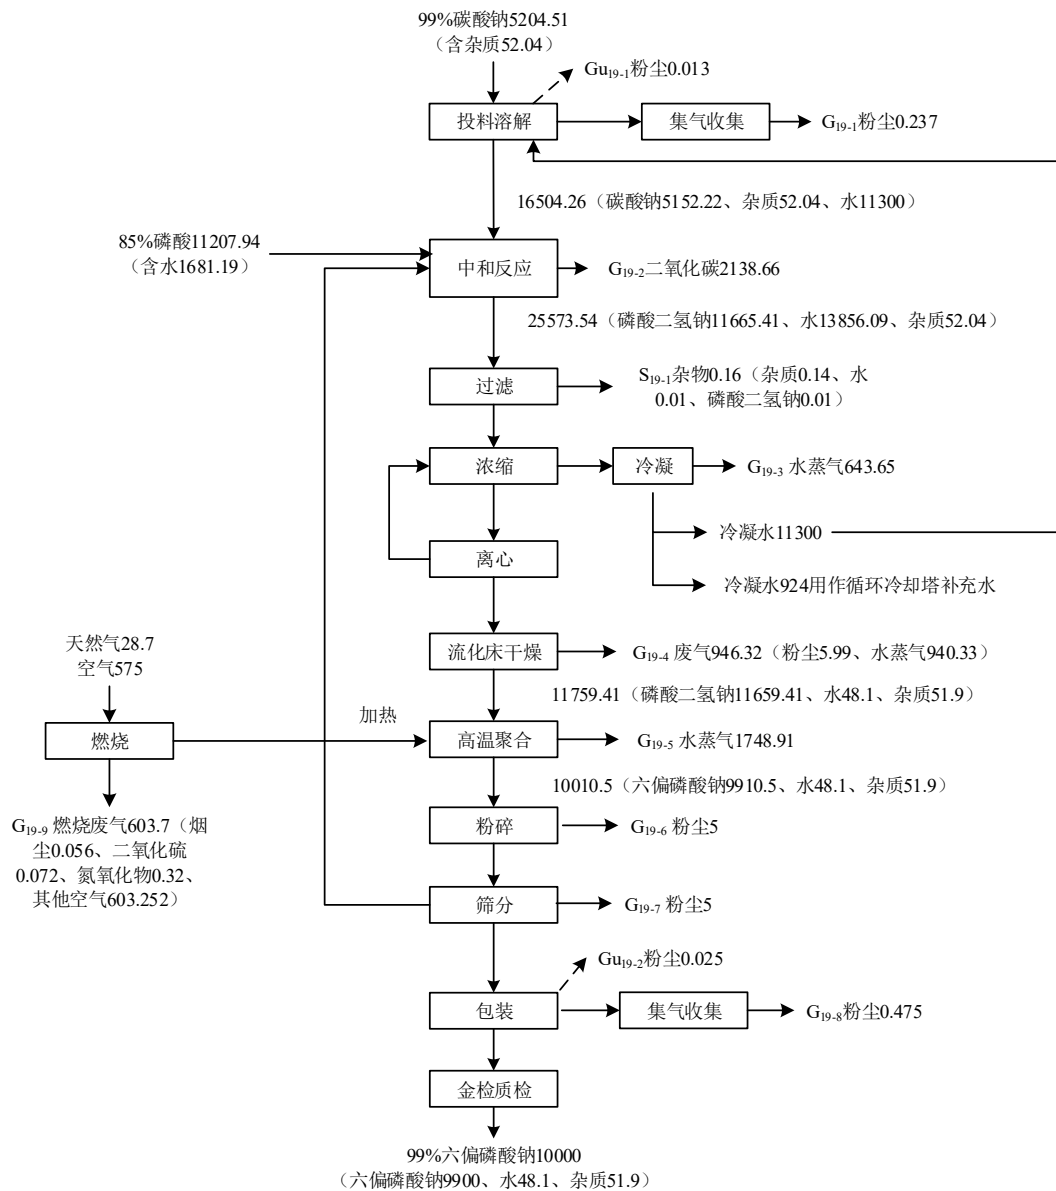 99%碳酸钠5204.51
（含杂质52.04）
Gu19-1粉尘0.013
投料溶解
集气收集
G19-1粉尘0.237
16504.26（碳酸钠5152.22、杂质52.04、水11300）
85%磷酸11207.94
（含水1681.19）
中和反应
G19-2二氧化碳2138.66
25573.54（磷酸二氢钠11665.41、水13856.09、杂质52.04）
过滤
S19-1杂物0.16（杂质0.14、水
0.01、磷酸二氢钠0.01）
浓缩
冷凝
G19-3 水蒸气643.65
冷凝水11300
离心
冷凝水924用作循环冷却塔补充水
天然气28.7
空气575
流化床干燥
G19-4 废气946.32（粉尘5.99、水蒸气940.33）
11759.41（磷酸二氢钠11659.41、水48.1、杂质51.9）
燃烧
加热
高温聚合
G19-5 水蒸气1748.91
10010.5（六偏磷酸钠9910.5、水48.1、杂质51.9）
G19-9 燃烧废气603.7（烟
尘0.056、二氧化硫
0.072、氮氧化物0.32、
其他空气603.252）
粉碎
G19-6 粉尘5
筛分
G19-7 粉尘5
Gu19-2粉尘0.025
包装
集气收集
G19-8粉尘0.475
金检质检
99%六偏磷酸钠10000
（六偏磷酸钠9900、水48.1、杂质51.9）